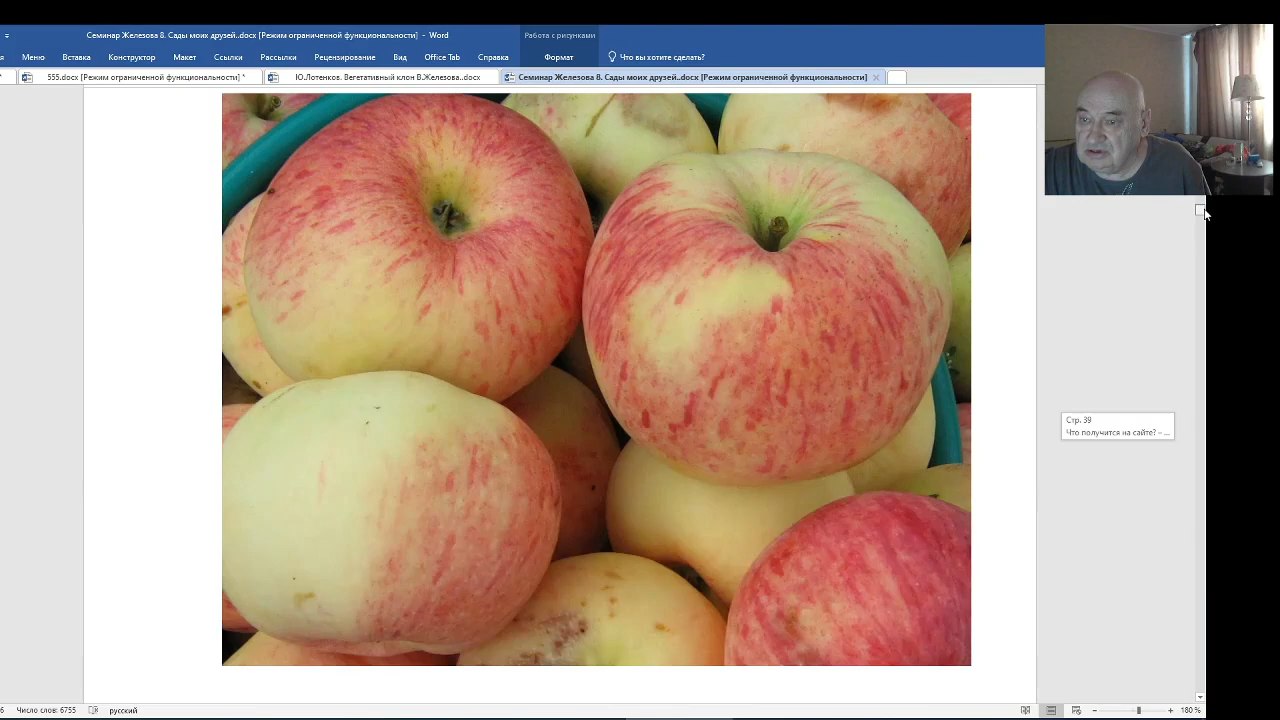 Семинар Железова 8. Сады моих друзей..docx [Режим ограниченной функциональности] - Word
Работа с рисунками
я Меню Вставка Конструктор Макет Ссылки Рассылки Рецензирование Вид Office Tab Справка Формат Что вы хотите сделать?
555.docx [Режим ограниченной функциональности] * Ю.Лотенков. Вегетативный клон В.Железова..docx Семинар Железова 8. Сады моих друзей..docx [Режим ограниченной функциональности]
Стр. 39
Что получится на сайте? – ...
6 Число слов: 6755 русский 180 %